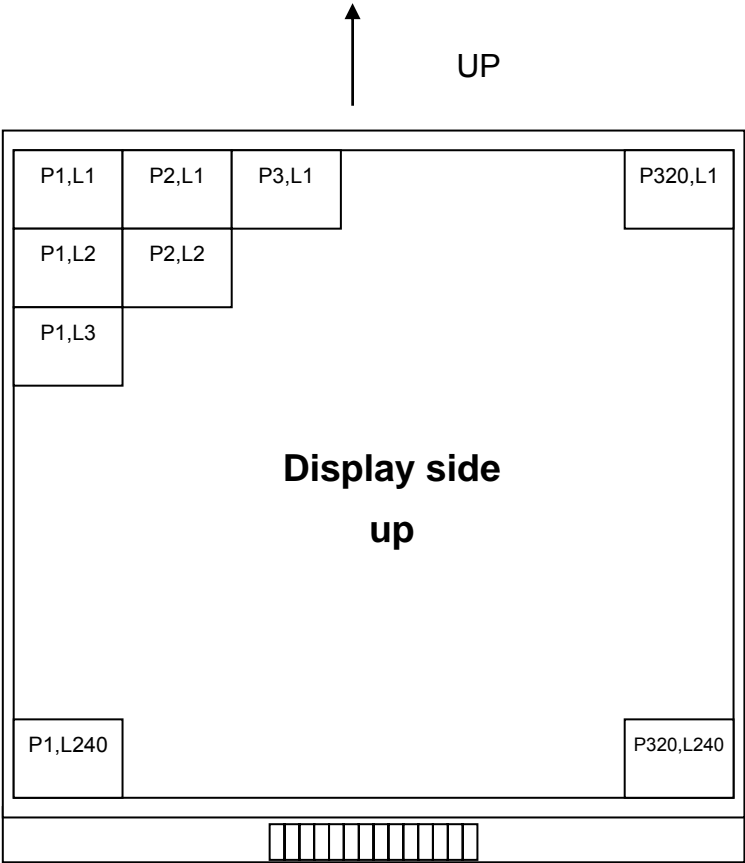 UP
P1,L1 P2,L1 P3,L1 P320,L1
P1,L2 P2,L2
P1,L3
Display side
up
P1,L240 P320,L240